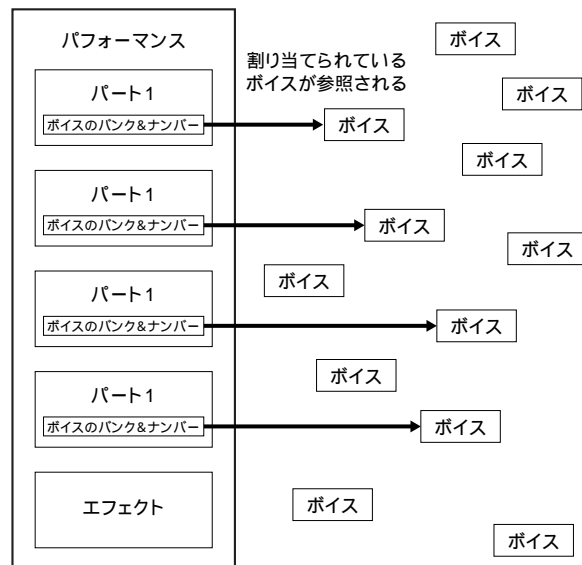 パフォーマンス
パート1
ボイスのバンク&ナンバー
パート1
ボイスのバンク&ナンバー
パート1
ボイスのバンク&ナンバー
パート1
ボイスのバンク&ナンバー
エフェクト
割り当てられている
ボイスが参照される
ボイス
ボイス
ボイス
ボイス
ボイス
ボイス
ボイス
ボイス
ボイス
ボイス
ボイス
ボイス